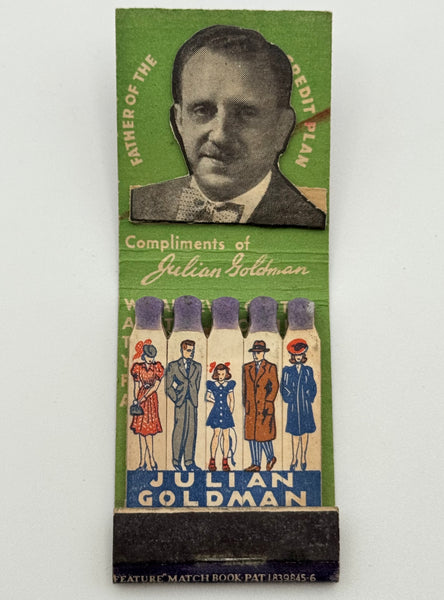 FATHER OF THE
CREDIT PLAN
Compliments of
Julian Goldman
JULIAN
GOLDMAN
FEATURE MATCH BOOK-PAT 1839845-6